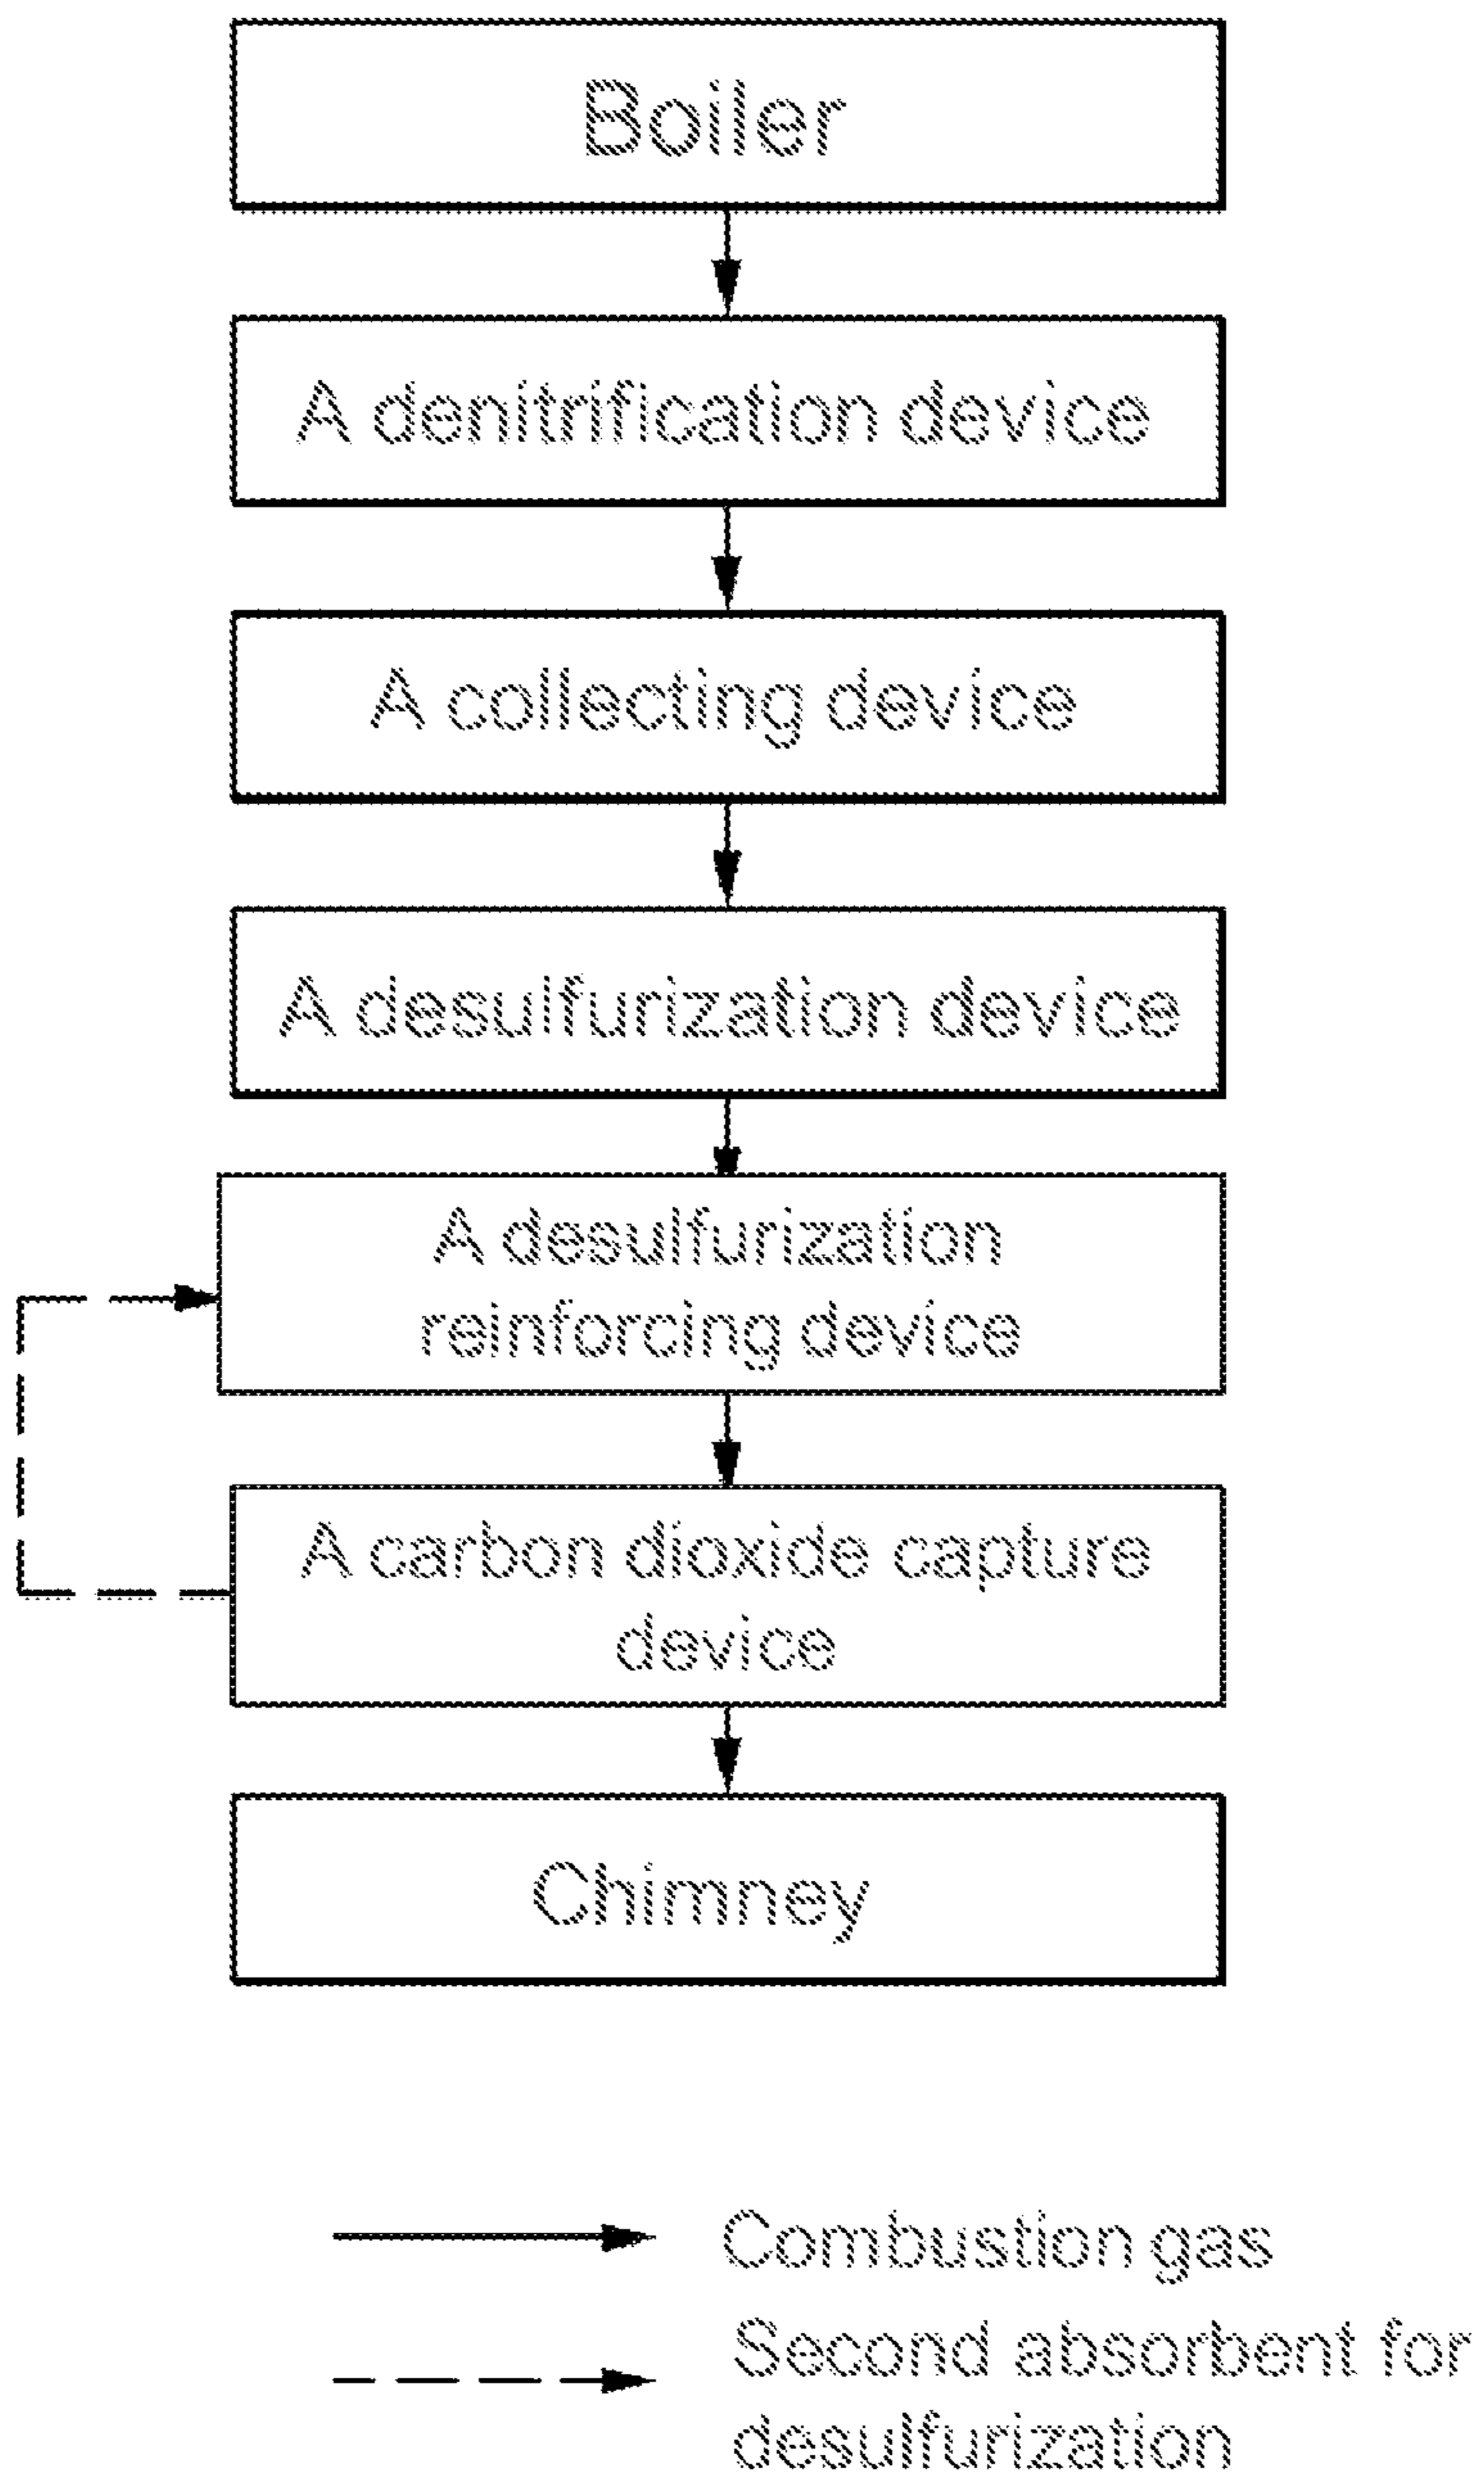 Boiler
A denitrification device
A collecting device
A desulfurization device
A desulfurization
reinforcing device
A carbon dioxide capture
device
Chimney
Combustion gas
Second absorbent for
desulfurization